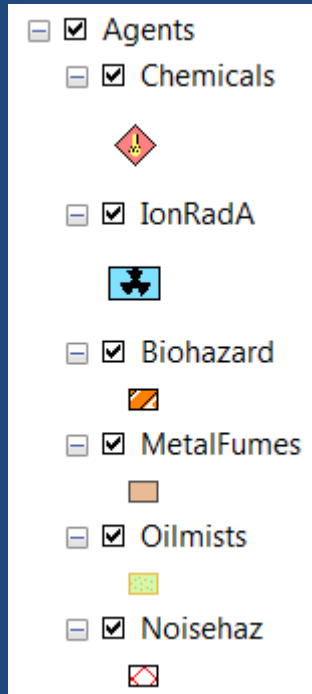 Agents
Chemicals
IonRadA
Biohazard
MetalFumes
Oilmists
Noisehaz